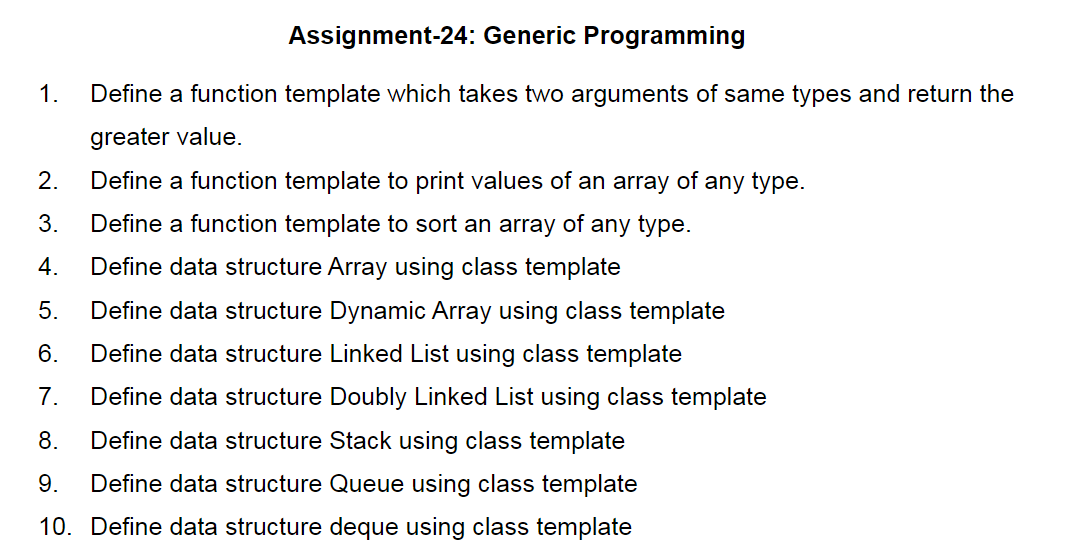 Assignment-24: Generic Programming
1. Define a function template which takes two arguments of same types and return the
greater value.
2. Define a function template to print values of an array of any type.
3. Define a function template to sort an array of any type.
4. Define data structure Array using class template
5. Define data structure Dynamic Array using class template
6. Define data structure Linked List using class template
7. Define data structure Doubly Linked List using class template
8. Define data structure Stack using class template
9. Define data structure Queue using class template
10. Define data structure deque using class template